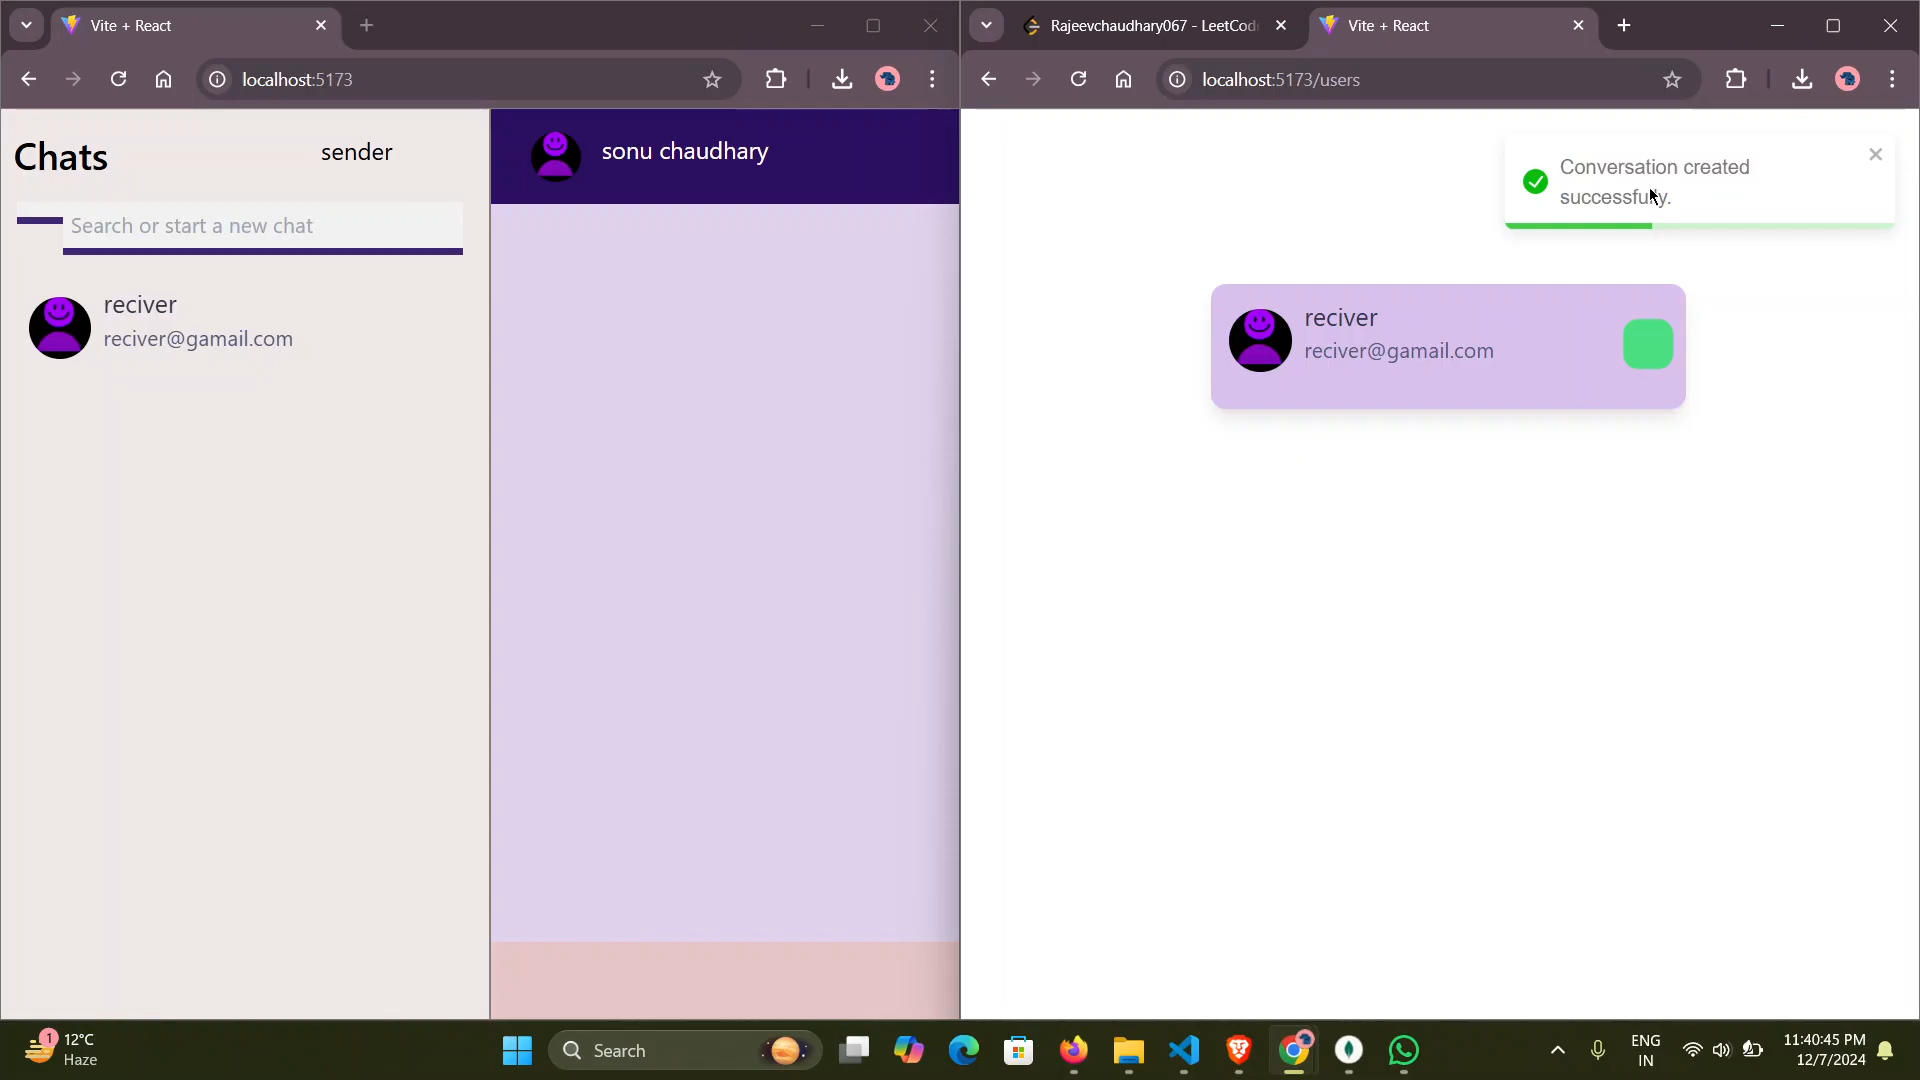 Vite + React
localhost:5173
Chats
sender
sonu chaudhary
Search or start a new chat
reciver
reciver@gamail.com
Rajeevchaudhary067 - LeetCod
Vite + React
localhost:5173/users
Conversation created
successfully.
reciver
reciver@gamail.com
1
12°C
Haze
Search
ENG
IN
11:40:45 PM
12/7/2024